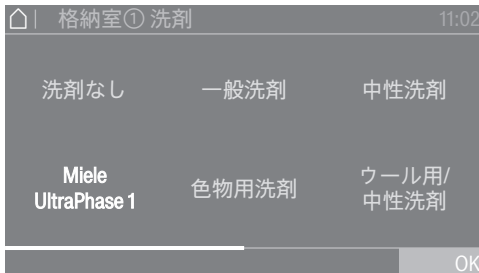 格納室① 洗剤 11:02
洗剤なし 一般洗剤 中性洗剤
Miele
UltraPhase 1
色物用洗剤
ウール用/
中性洗剤
OK